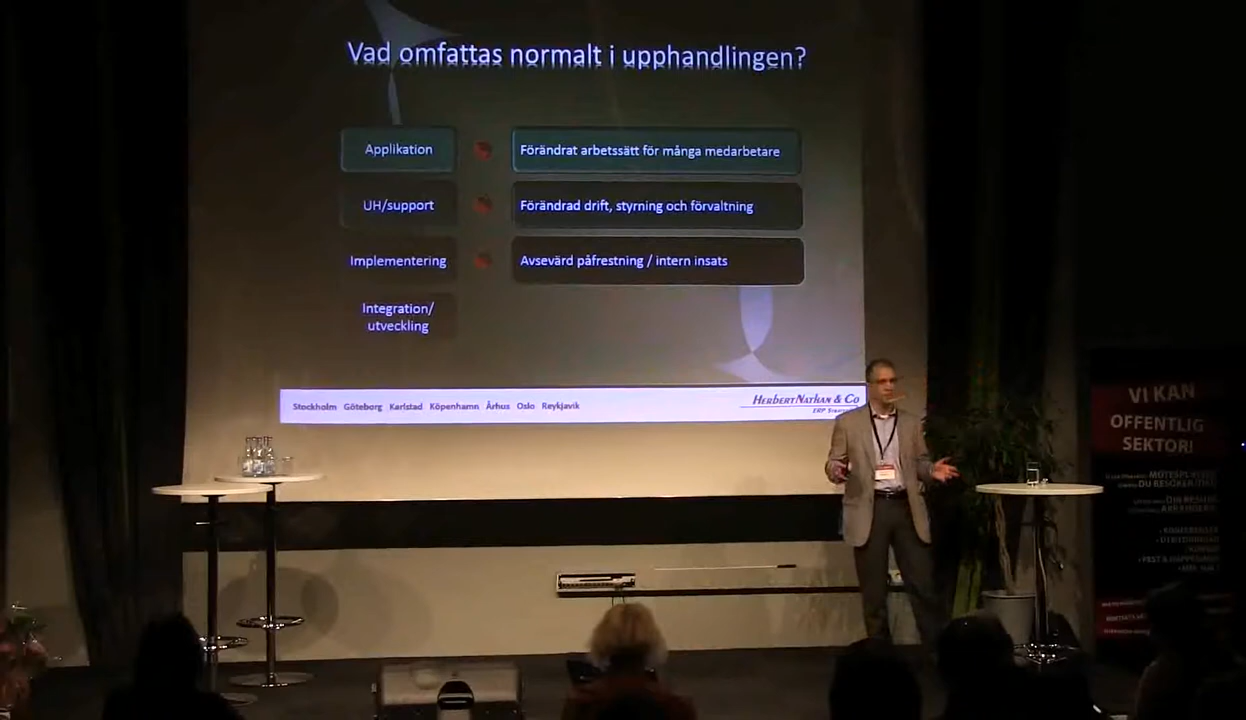 Vad omfattas normalt i upphandlingen?
Applikation
Förändrat arbetssätt för många medarbetare
UH/support
Förändrad drift, styrning och förvaltning
Implementering
Avsevärd påfrestning / intern insats
Integration/
utveckling
Stockholm Göteborg Karlstad Köpenhamn Århus Oslo Reykjavik
HERBERTNATHAN & CO
ERP
VI KAN
OFFENTLIG
SEKTOR!